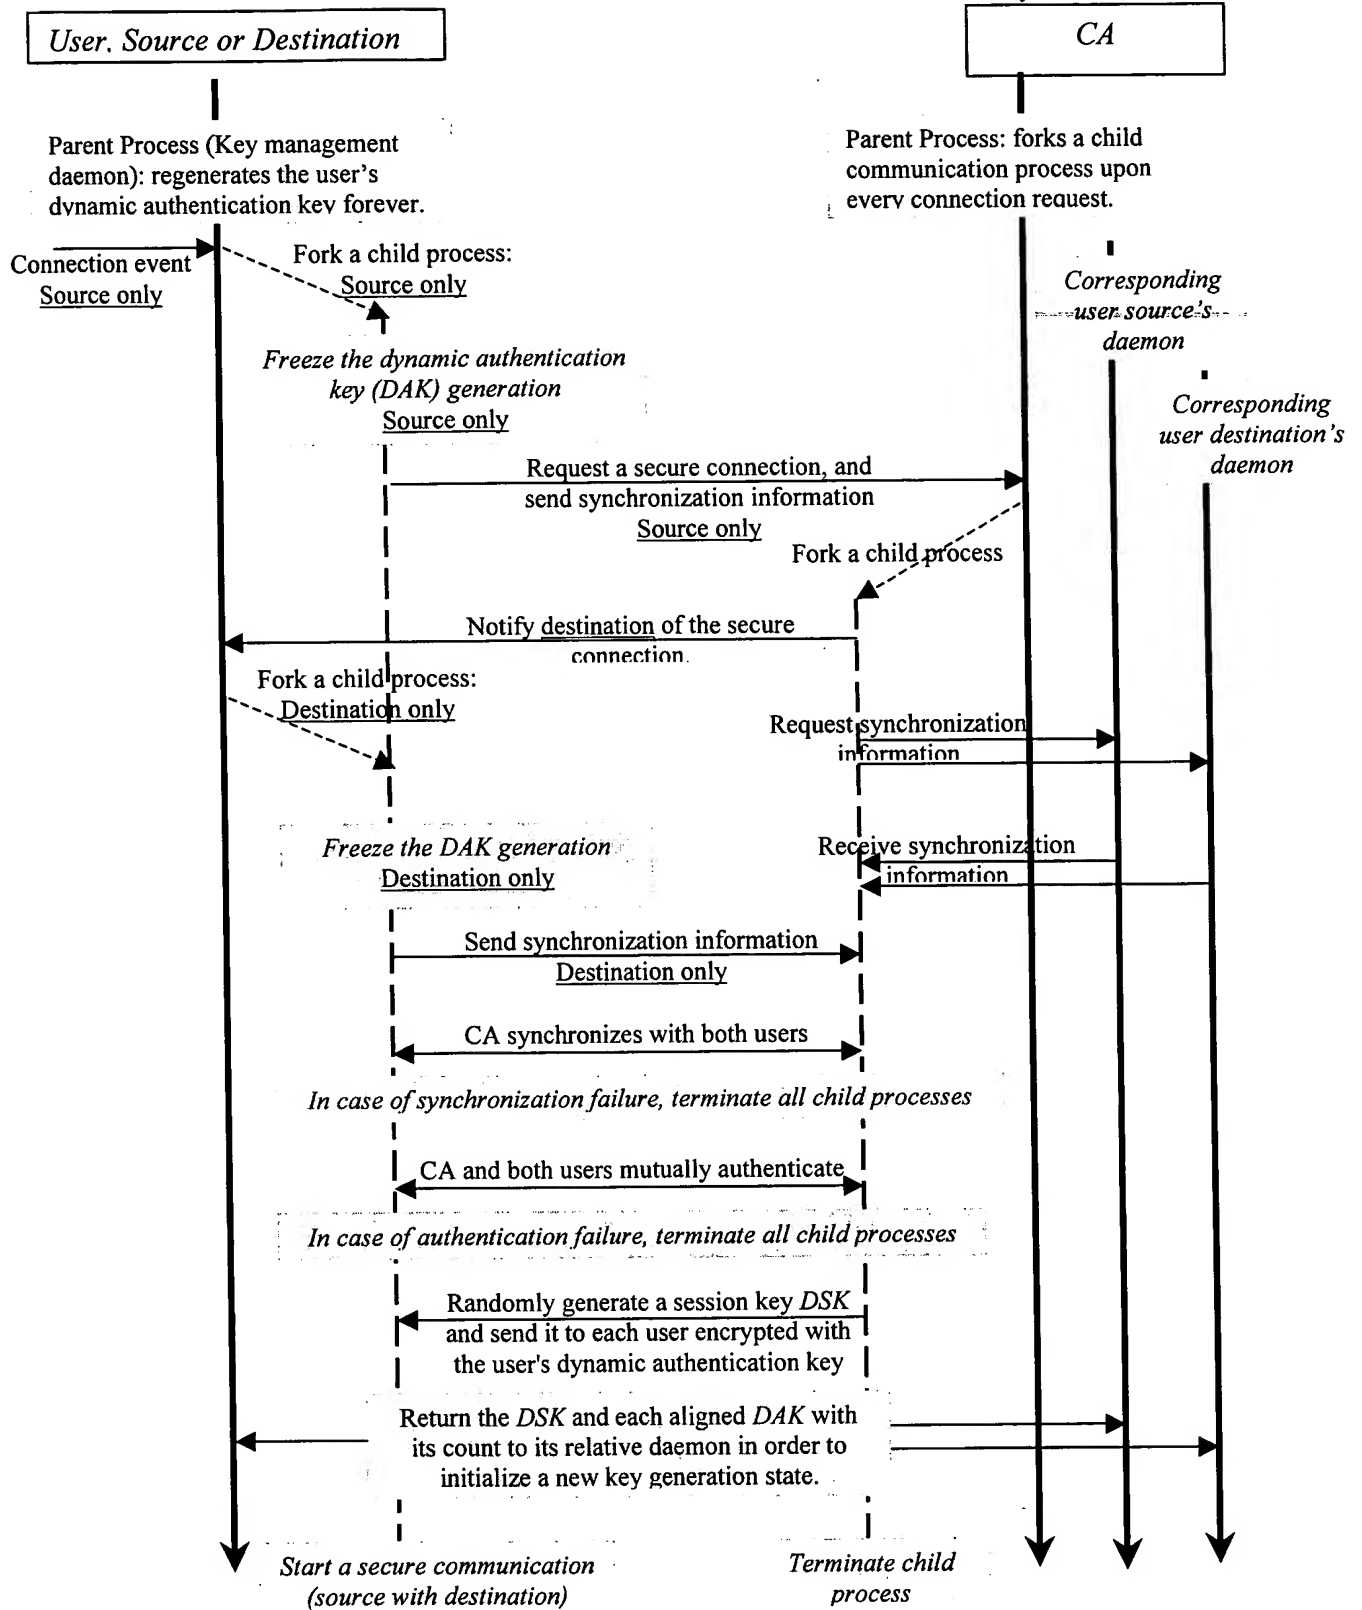 User. Source or Destination
CA
Parent Process (Key management
daemon): regenerates the user's
dynamic authentication key forever.
Parent Process: forks a child
communication process upon
every connection request.
Connection event
Source only
Fork a child process:
Source only
Corresponding
user source's
daemon
Freeze the dynamic authentication
key (DAK) generation
Source only
Corresponding
user destination's
daemon
Request a secure connection, and
send synchronization information
Source only
Fork a child process
Notify destination of the secure
connection.
Fork a child process:
Destination only
Request synchronization
information
Freeze the DAK generation
Destination only
Receive synchronization
information
Send synchronization information
Destination only
CA synchronizes with both users
In case of synchronization failure, terminate all child processes
CA and both users mutually authenticate
In case of authentication failure, terminate all child processes
Randomly generate a session key DSK
and send it to each user encrypted with
the user's dynamic authentication key
Return the DSK and each aligned DAK with
its count to its relative daemon in order to
initialize a new key generation state.
Start a secure communication
(source with destination)
Terminate child
process